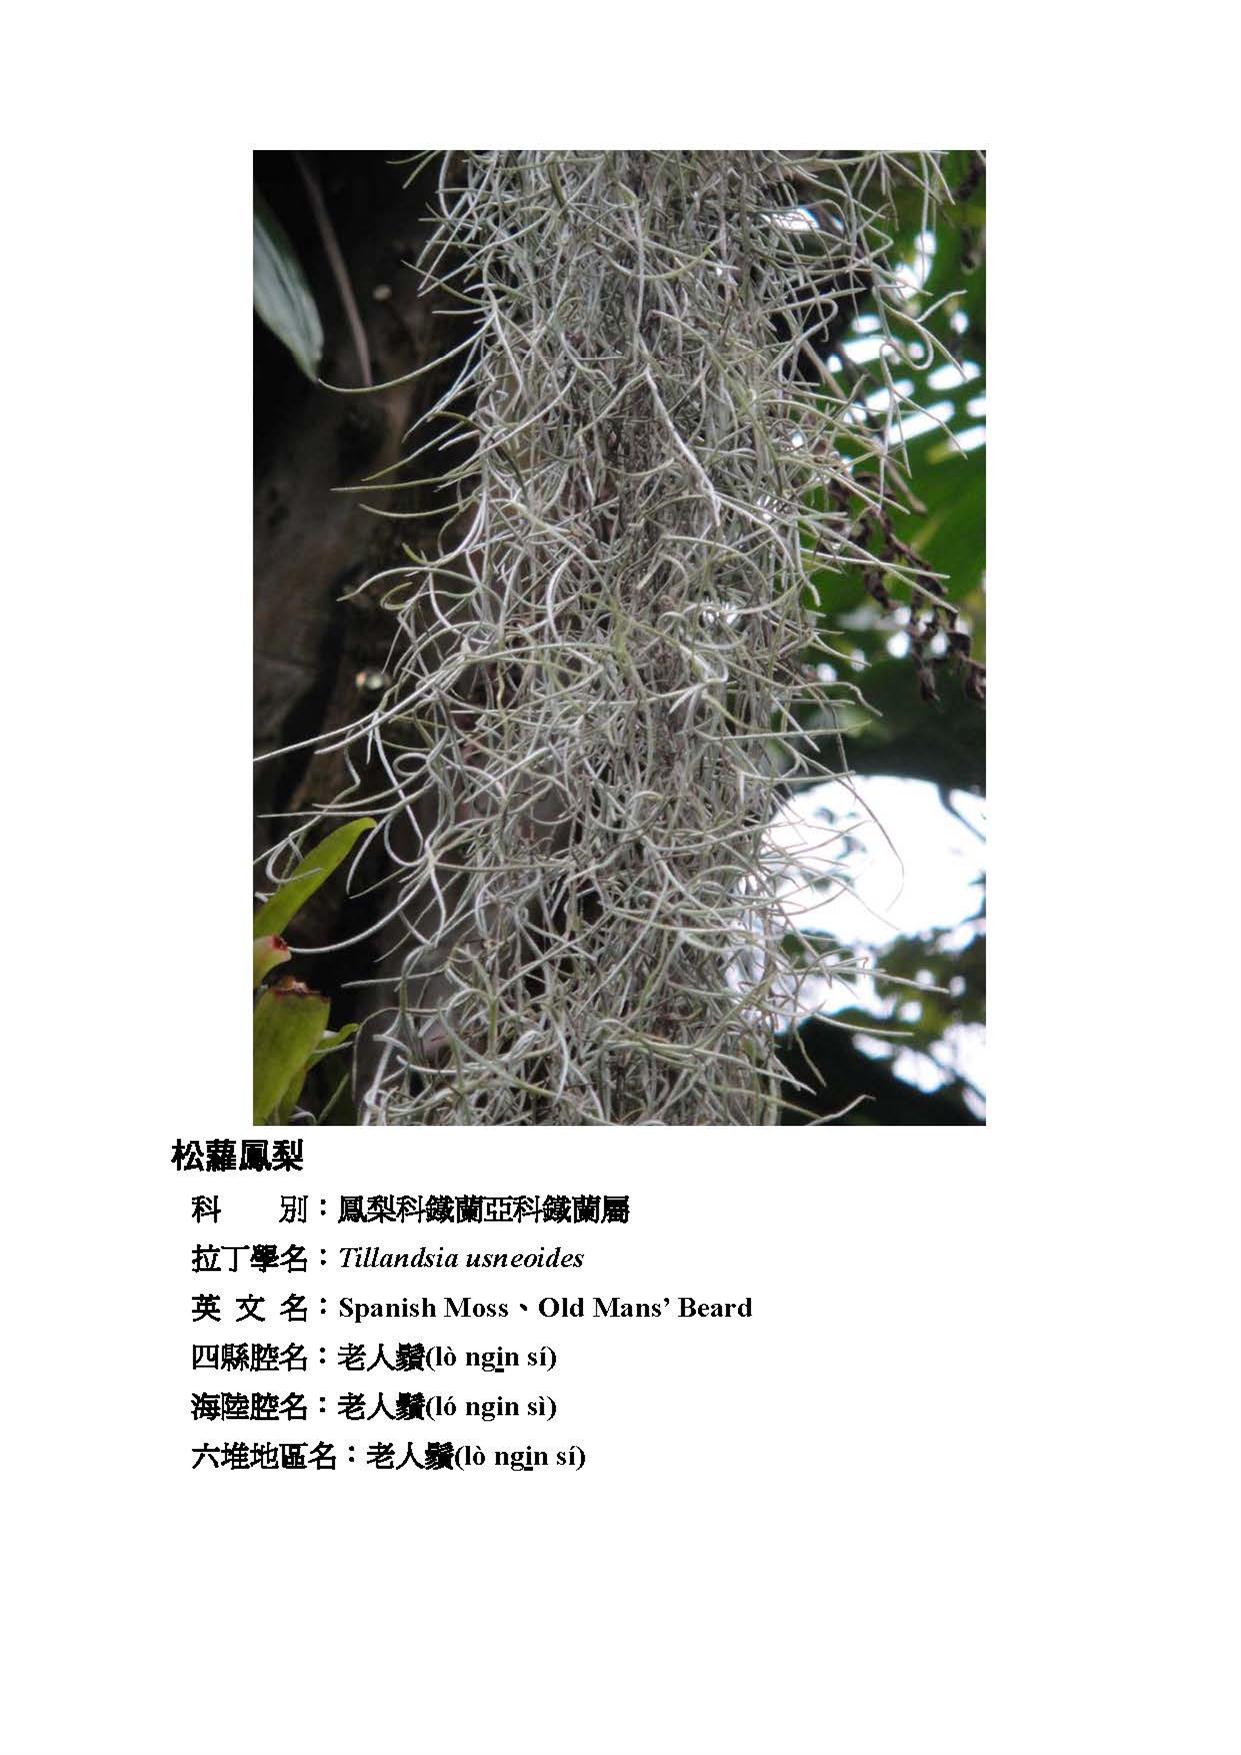 松蘿鳳梨
科　　別：鳳梨科鐵蘭亞科鐵蘭屬
拉丁學名：Tillandsia usneoides
英 文 名：Spanish Moss、Old Mans’ Beard
四縣腔名：老人鬚(lò ngin sí)
海陸腔名：老人鬚(ló ngin sì)
六堆地區名：老人鬚(lò ngin sí)